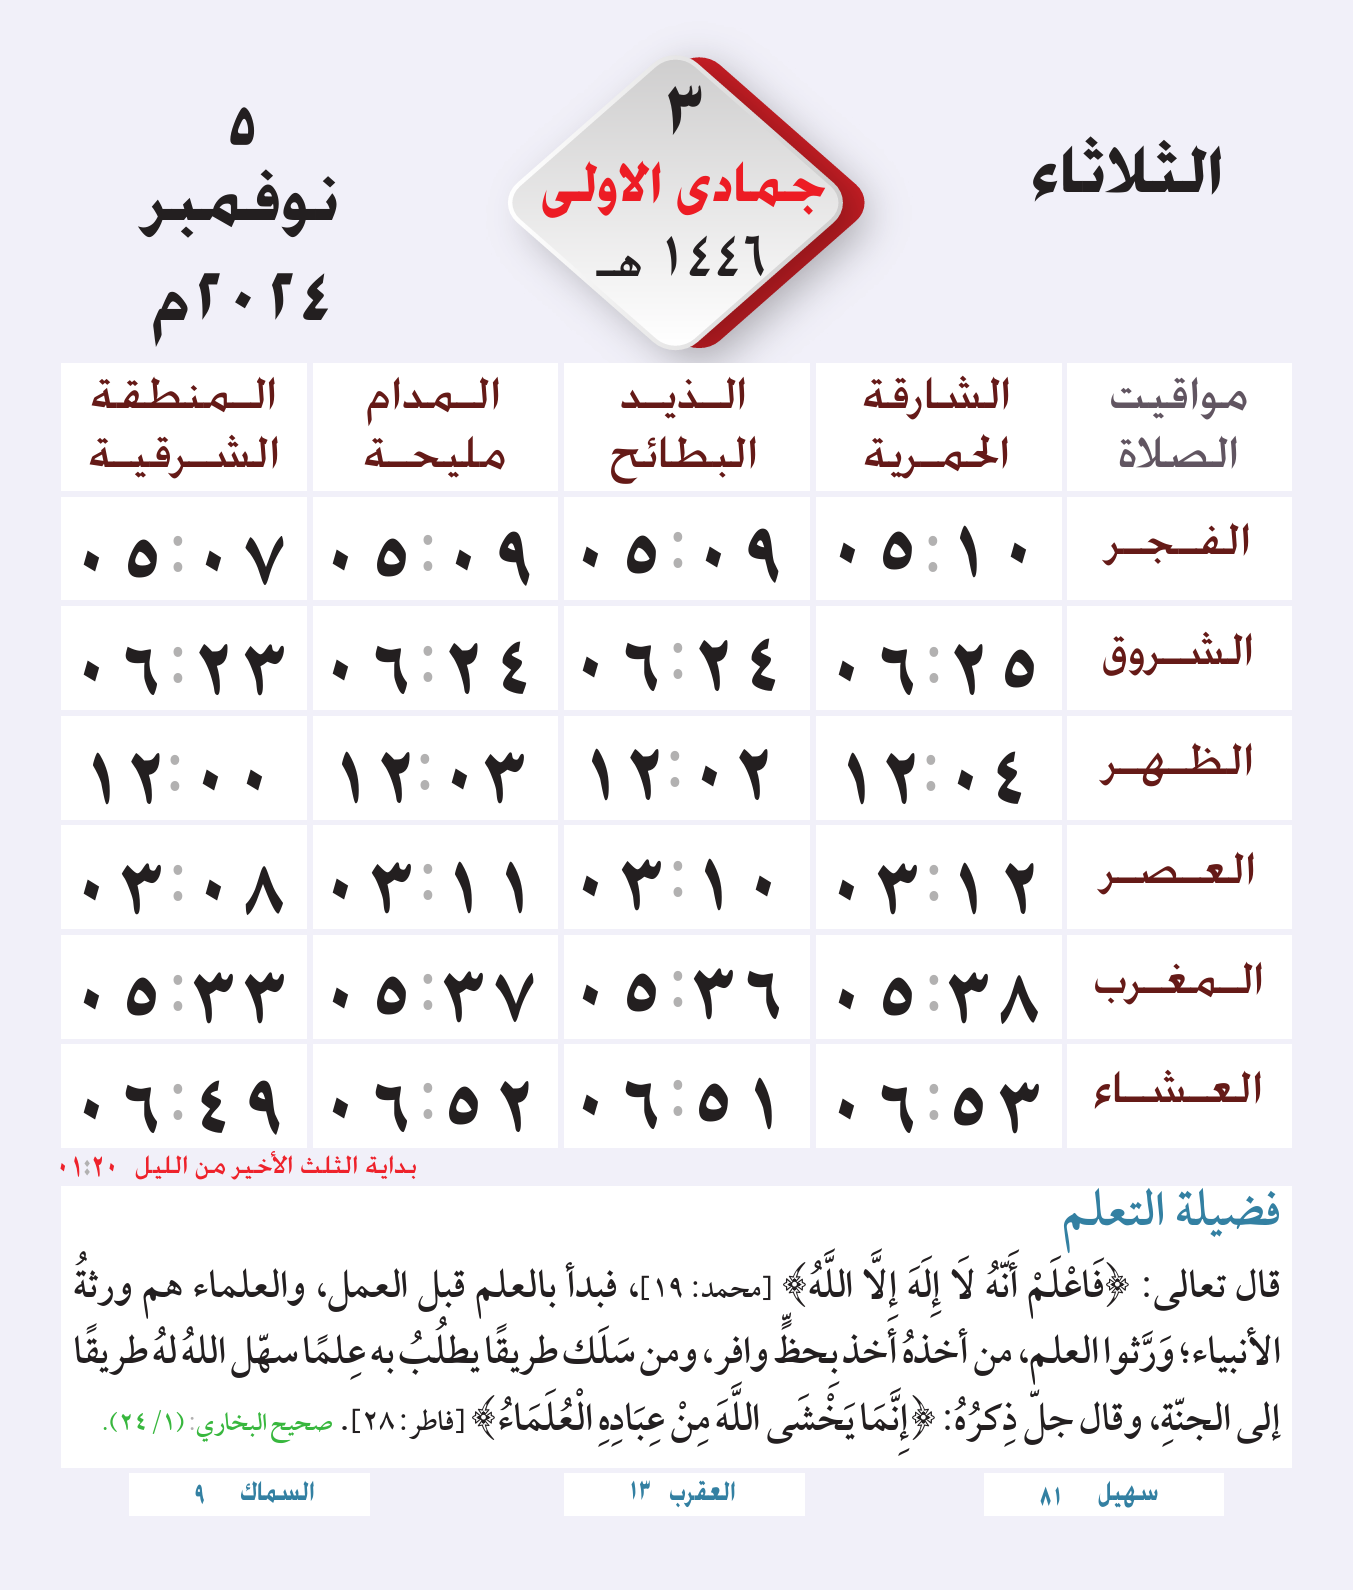 الثلاثاء
٣
جمادى الاولى
١٤٤٦ هـ
٥
نوفمبر
٢٠٢٤م
مواقيت الصلاة
الشارقة الحمرية
الذيد البطائح
المدام مليحة
المنطقة الشرقية
الفجر ٠٥:١٠ ٠٥:٠٩ ٠٥:٠٩ ٠٥:٠٧
الشروق ٠٦:٢٥ ٠٦:٢٤ ٠٦:٢٤ ٠٦:٢٣
الظهر ١٢:٠٤ ١٢:٠٢ ١٢:٠٣ ١٢:٠٠
العصر ٠٣:١٢ ٠٣:١٠ ٠٣:١١ ٠٣:٠٨
المغرب ٠٥:٣٨ ٠٥:٣٦ ٠٥:٣٧ ٠٥:٣٣
العشاء ٠٦:٥٣ ٠٦:٥١ ٠٦:٥٢ ٠٦:٤٩
بداية الثلث الأخير من الليل ٠١:٢٠
فضيلة التعلم
قال تعالى: ﴿فَاعْلَمْ أَنَّهُ لَا إِلَهَ إِلَّا اللَّهُ﴾ [محمد: ١٩]، فبدأ بالعلم قبل العمل، والعلماء هم ورثةُ
الأنبياء؛ وَرَّثوا العلم، من أخذهُ أخذ بِحظٍّ وافر، ومن سَلَك طريقًا يطلُبُ به عِلمًا سهّل اللهُ لهُ طريقًا
إلى الجنّةِ، وقال جلّ ذِكرُهُ: ﴿إِنَّمَا يَخْشَى اللَّهَ مِنْ عِبَادِهِ الْعُلَمَاءُ﴾ [فاطر: ٢٨]. صحيح البخاري: (١/ ٢٤).
سهيل ٨١
العقرب ١٣
السماك ٩